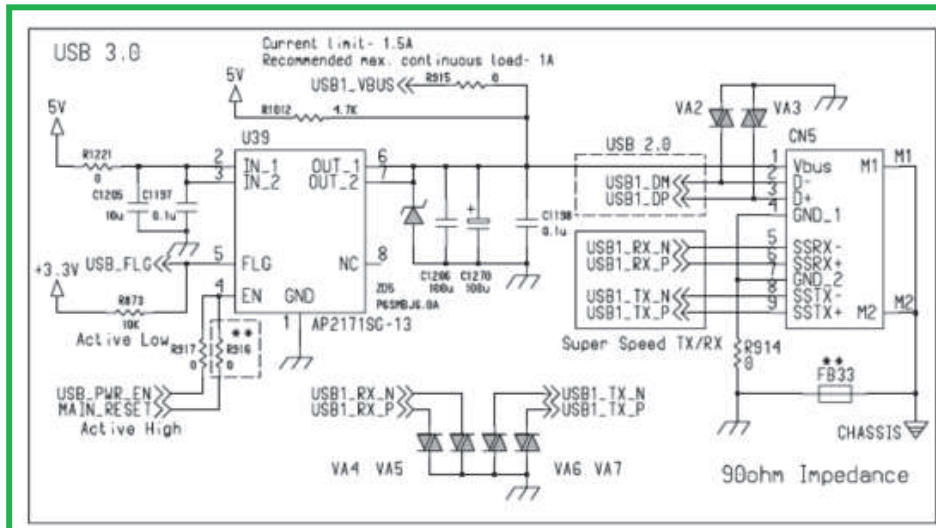 USB 3.0
Current limit- 1.5A
Recommended max. continuous load- 1A
USB1_VBUS
R915
0
5V
R1012
4.7K
5V
R1221
0
C1205
10u
C1197
0.1u
U39
2
IN_1
3
IN_2
5
FLG
4
EN
GND
1
OUT_1
6
OUT_2
7
NC
8
AP2171SG-13
USB_FLG
+3.3V
R873
10K
Active Low
R917
0
**
R916
0
USB_PWR_EN
MAIN_RESET
Active High
ZD5
P6SMBJ6.0A
C1206
100u
C1270
100u
C1198
0.1u
USB 2.0
USB1_DM
USB1_DP
USB1_RX_N
USB1_RX_P
USB1_TX_N
USB1_TX_P
Super Speed TX/RX
VA2
VA3
CN5
1
Vbus
2
D-
3
D+
4
GND_1
5
SSRX-
6
SSRX+
7
GND_2
8
SSTX-
9
SSTX+
M1
M1
M2
M2
R914
0
**
FB33
CHASSIS
USB1_RX_N
USB1_RX_P
USB1_TX_N
USB1_TX_P
VA4 VA5
VA6 VA7
90ohm Impedance